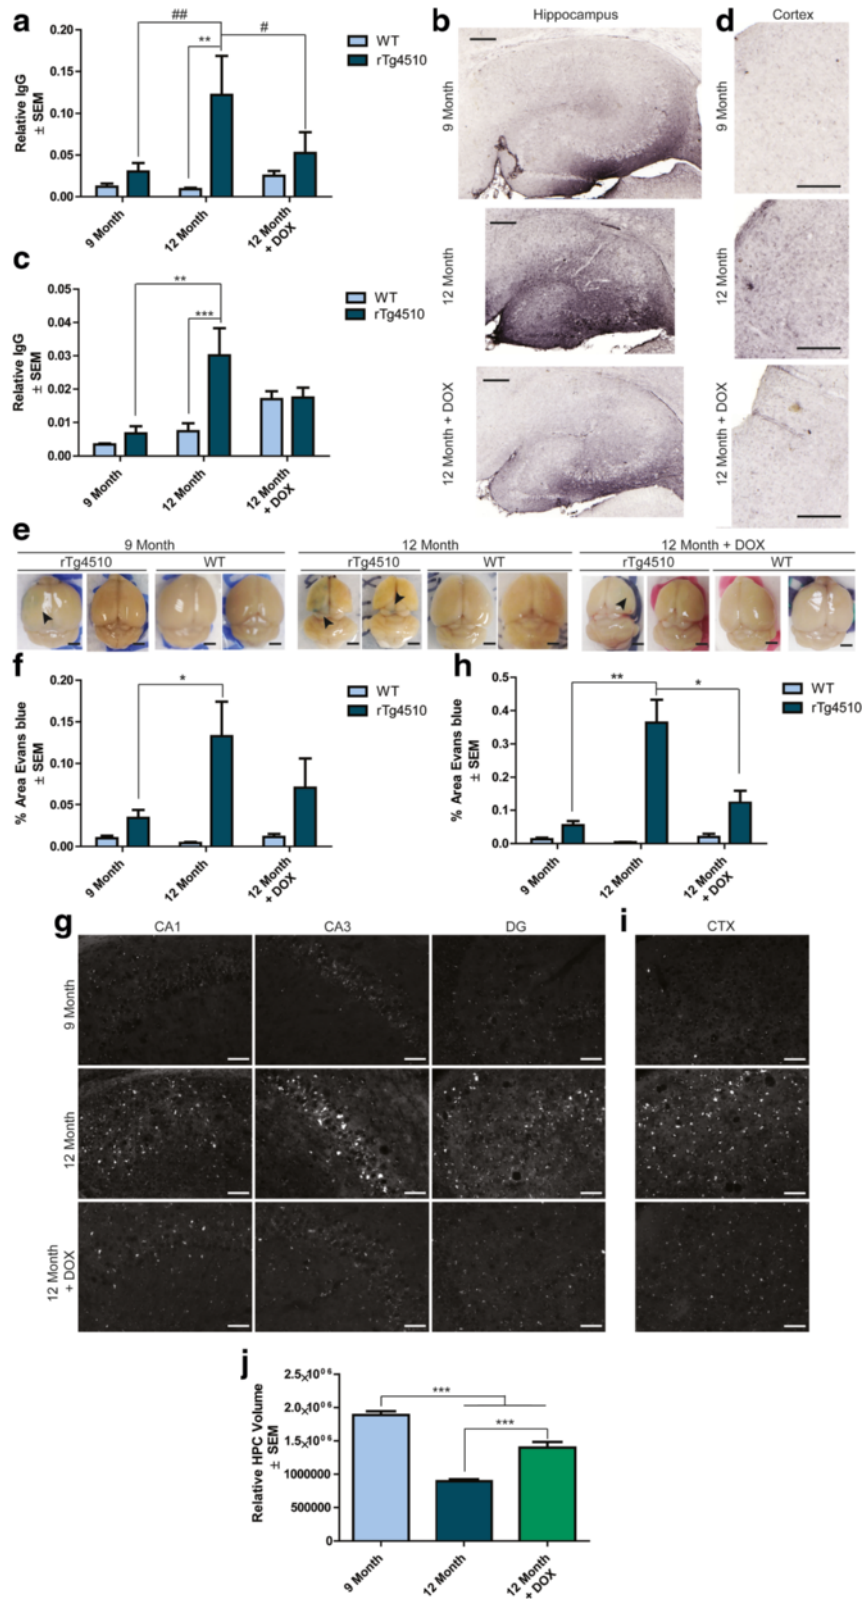 a
##
**
#
WT
rTg4510
Relative IgG
± SEM
0.20
0.15
0.10
0.05
0.00
9 Month
12 Month
12 Month
+ DOX
b
Hippocampus
9 Month
12 Month
12 Month + DOX
d
Cortex
9 Month
12 Month
12 Month + DOX
c
**
***
WT
rTg4510
Relative IgG
± SEM
0.05
0.04
0.03
0.02
0.01
0.00
9 Month
12 Month
12 Month
+ DOX
e
9 Month
12 Month
12 Month + DOX
rTg4510
WT
rTg4510
WT
rTg4510
WT
f
*
WT
rTg4510
% Area Evans blue
± SEM
0.20
0.15
0.10
0.05
0.00
9 Month
12 Month
12 Month
+ DOX
h
**
*
WT
rTg4510
% Area Evans blue
± SEM
0.5
0.4
0.3
0.2
0.1
0.0
9 Month
12 Month
12 Month
+ DOX
g
CA1
CA3
DG
9 Month
12 Month
12 Month
+ DOX
i
CTX
j
***
***
Relative HPC Volume
± SEM
2.5×10⁰⁶
2.0×10⁰⁶
1.5×10⁰⁶
1000000
500000
0
9 Month
12 Month
12 Month
+ DOX